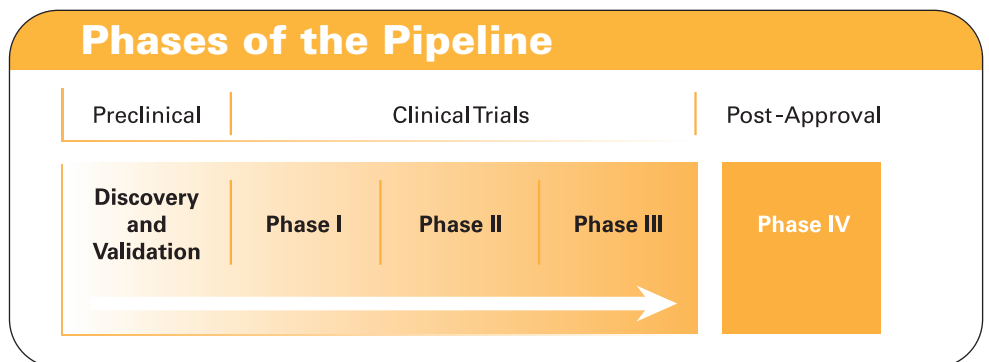 Phases of the Pipeline
Preclinical
Clinical Trials
Post-Approval
Discovery
and
Validation
Phase I
Phase II
Phase III
Phase IV